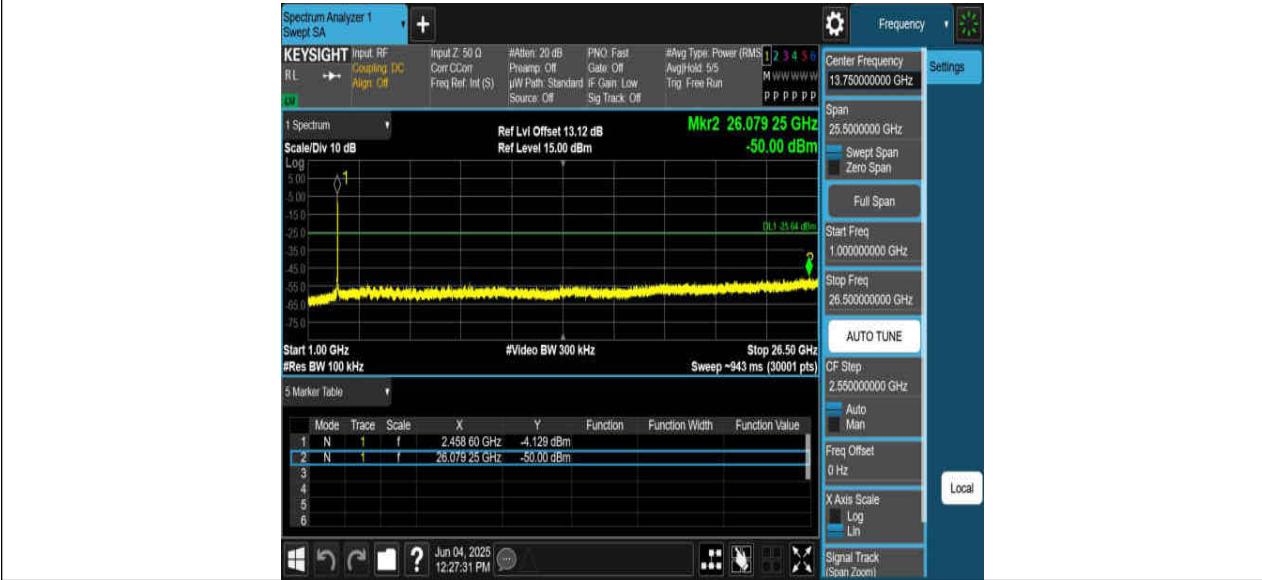 Spectrum Analyzer 1
Swept SA
+
Frequency
KEYSIGHT
RL
Input: RF
Coupling: DC
Align: Off
Input Z: 50 Ω
Corr CCorr
Freq Ref: Int (S)
#Atten: 20 dB
Preamp: Off
µW Path: Standard
Source: Off
PNO: Fast
Gate: Off
IF Gain: Low
Sig Track: Off
#Avg Type: Power (RMS
Avg|Hold: 5/5
Trig: Free Run
1 2 3 4 5 6
M W W W W W
P P P P P P
1 Spectrum
Scale/Div 10 dB
Ref Lvl Offset 13.12 dB
Ref Level 15.00 dBm
Mkr2 26.079 25 GHz
-50.00 dBm
Log
5.00
-5.00
-15.0
-25.0
-35.0
-45.0
-55.0
-65.0
-75.0
1
2
DL1 -25.64 dBm
Start 1.00 GHz
#Res BW 100 kHz
#Video BW 300 kHz
Stop 26.50 GHz
Sweep ~943 ms (30001 pts)
5 Marker Table
Mode Trace Scale X Y Function Function Width Function Value
1 N 1 f 2.458 60 GHz -4.129 dBm
2 N 1 f 26.079 25 GHz -50.00 dBm
3
4
5
6
Jun 04, 2025
12:27:31 PM
?
Center Frequency
13.750000000 GHz
Settings
Span
25.5000000 GHz
Swept Span
Zero Span
Full Span
Start Freq
1.000000000 GHz
Stop Freq
26.500000000 GHz
AUTO TUNE
CF Step
2.550000000 GHz
Auto
Man
Freq Offset
0 Hz
X Axis Scale
Log
Lin
Local
Signal Track
(Span Zoom)